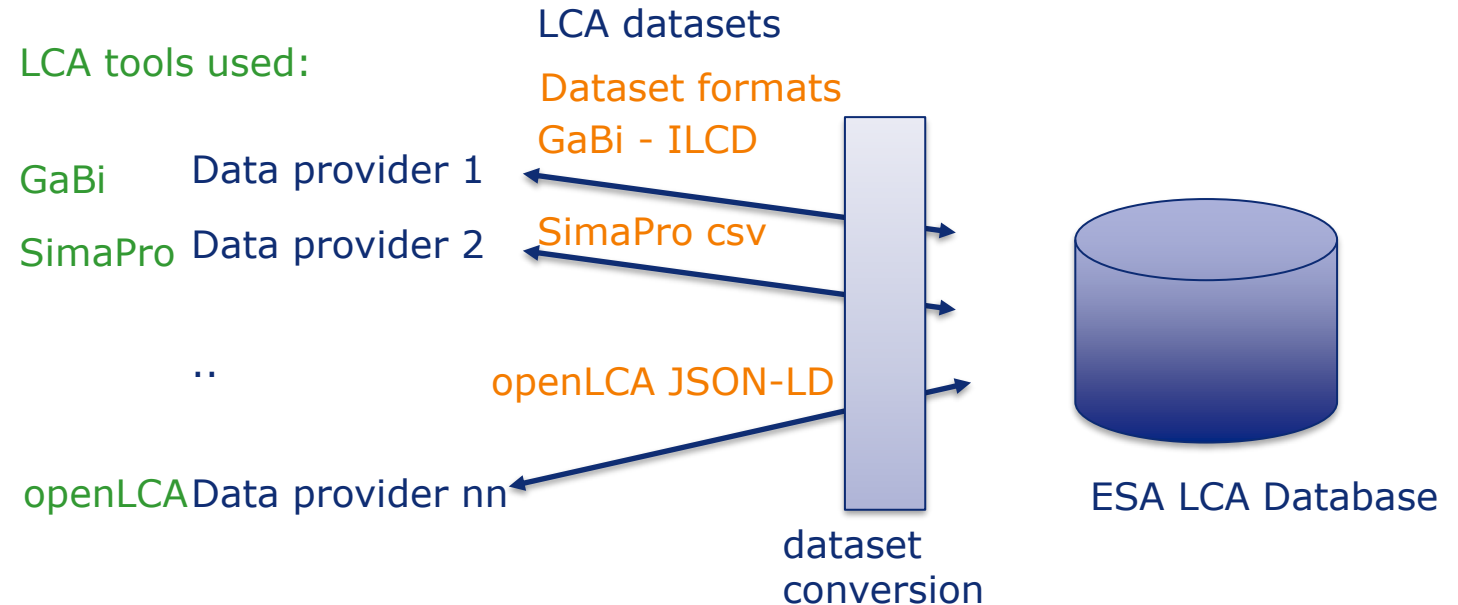 LCA datasets
LCA tools used:
Dataset formats
GaBi - ILCD
GaBi Data provider 1
SimaPro csv
SimaPro Data provider 2
..
openLCA JSON-LD
openLCA Data provider nn
ESA LCA Database
dataset
conversion